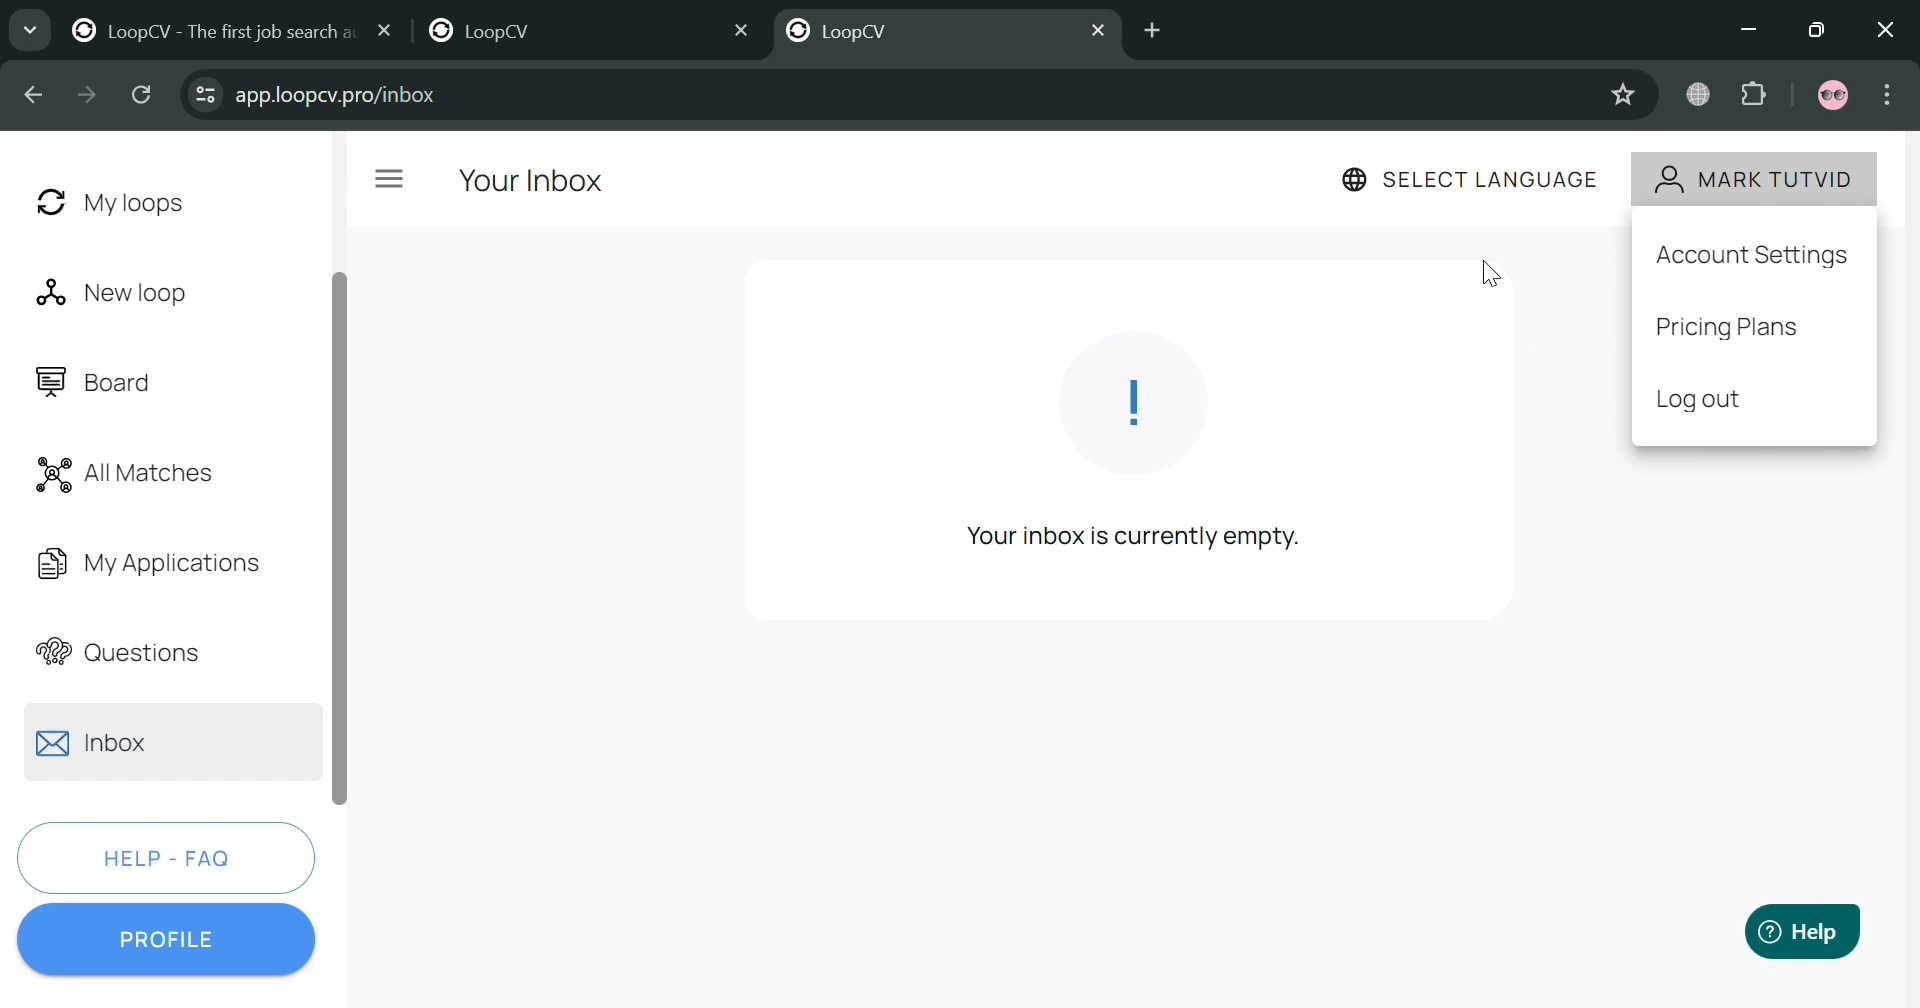 LoopCV - The first job search au
LoopCV
LoopCV
app.loopcv.pro/inbox
My loops
New loop
Board
All Matches
My Applications
Questions
Inbox
HELP - FAQ
PROFILE
Your Inbox
SELECT LANGUAGE
MARK TUTVID
Account Settings
Pricing Plans
Log out
!
Your inbox is currently empty.
? Help